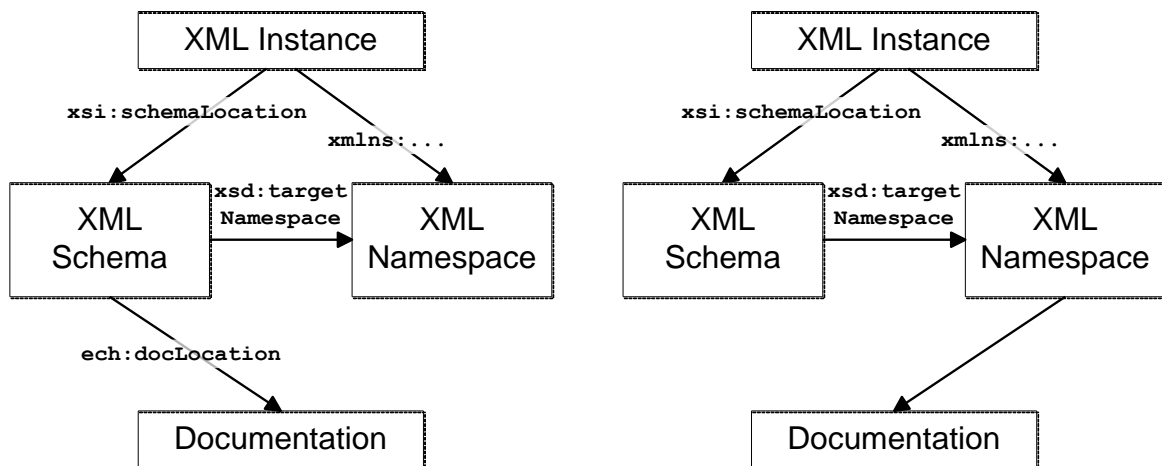 XML Instance
xsi:schemaLocation
xmlns:...
xsd:target
Namespace
XML
Schema
XML
Namespace
ech:docLocation
Documentation
XML Instance
xsi:schemaLocation
xmlns:...
xsd:target
Namespace
XML
Schema
XML
Namespace
Documentation